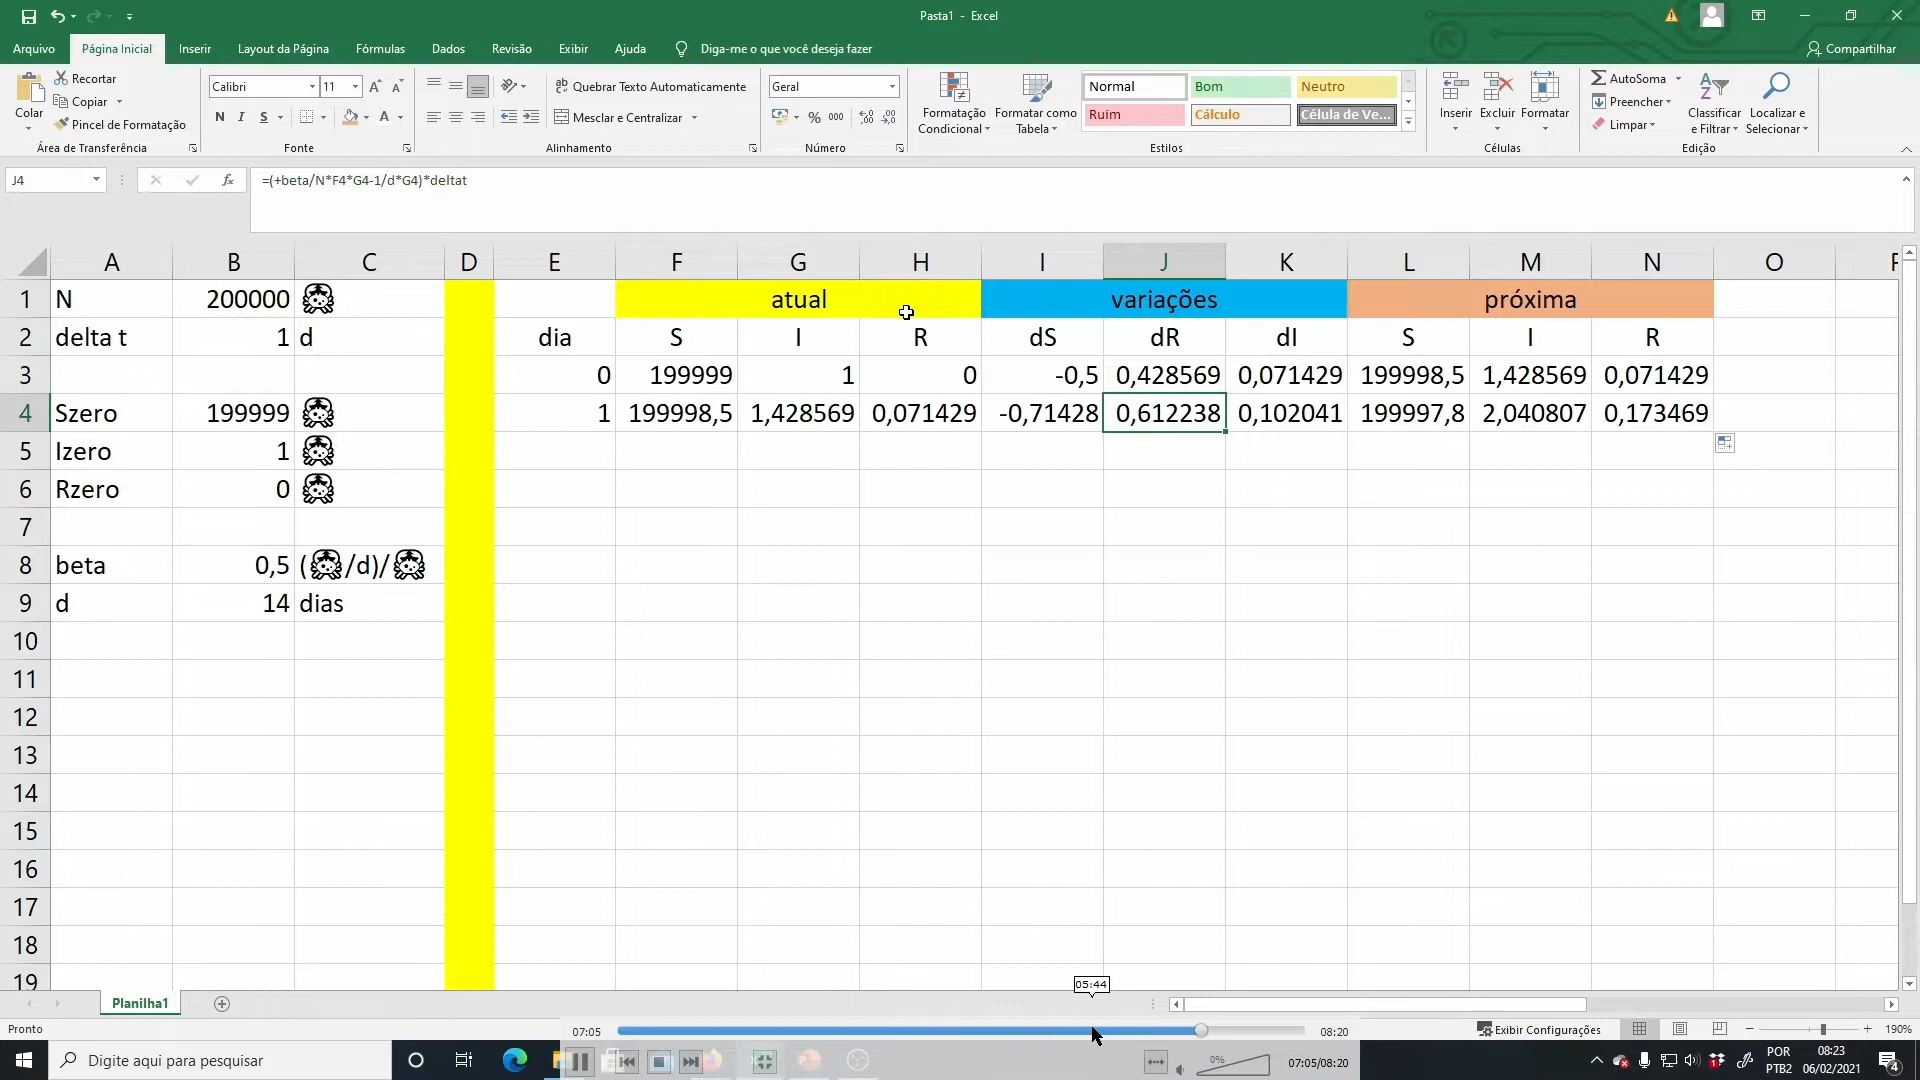 Pasta1 - Excel
Arquivo Página Inicial Inserir Layout da Página Fórmulas Dados Revisão Exibir Ajuda Diga-me o que você deseja fazer Compartilhar
Recortar
Copiar
Pincel de Formatação
Colar
Área de Transferência
Calibri 11
N I S
Fonte
Quebrar Texto Automaticamente
Mesclar e Centralizar
Alinhamento
Geral
% 000
Número
Formatação Condicional
Formatar como Tabela
Normal Bom Neutro
Ruim Cálculo Célula de Ve...
Estilos
Inserir Excluir Formatar
Células
AutoSoma
Preencher
Limpar
Classificar e Filtrar
Localizar e Selecionar
Edição
J4 fx =(+beta/N*F4*G4-1/d*G4)*deltat
A B C D E F G H I J K L M N O
1 N 200000 atual variações próxima
2 delta t 1 d dia S I R dS dR dI S I R
3 0 199999 1 0 -0,5 0,428569 0,071429 199998,5 1,428569 0,071429
4 Szero 199999 1 199998,5 1,428569 0,071429 -0,71428 0,612238 0,102041 199997,8 2,040807 0,173469
5 Izero 1
6 Rzero 0
7
8 beta 0,5 ( /d)/
9 d 14 dias
10
11
12
13
14
15
16
17
18
19
05:44
Planilha1
Pronto
07:05 08:20
Exibir Configurações
190%
Digite aqui para pesquisar
0%
07:05/08:20
POR
PTB2
08:23
06/02/2021
4